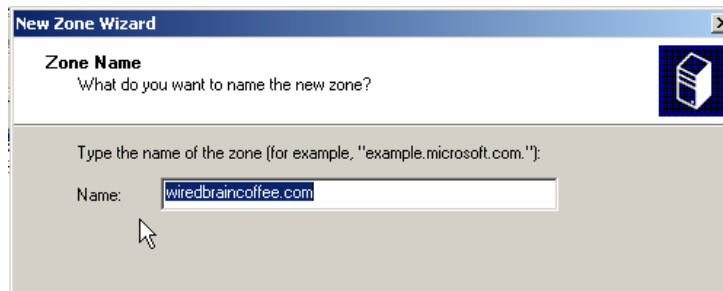 New Zone Wizard
Zone Name
What do you want to name the new zone?
Type the name of the zone (for example, "example.microsoft.com."):
Name: wiredbraincoffee.com